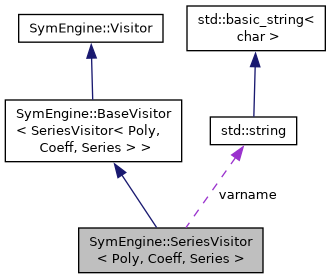 SymEngine::Visitor
std::basic_string<
char >
SymEngine::BaseVisitor
< SeriesVisitor< Poly,
Coeff, Series > >
std::string
varname
SymEngine::SeriesVisitor
< Poly, Coeff, Series >